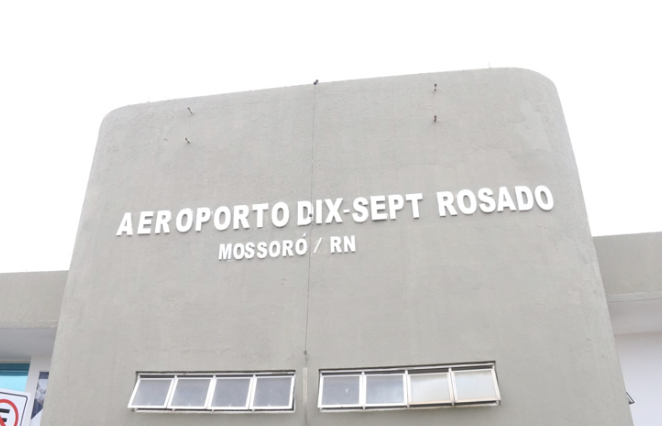 AEROPORTO DIX-SEPT ROSADO
MOSSORÓ / RN
E